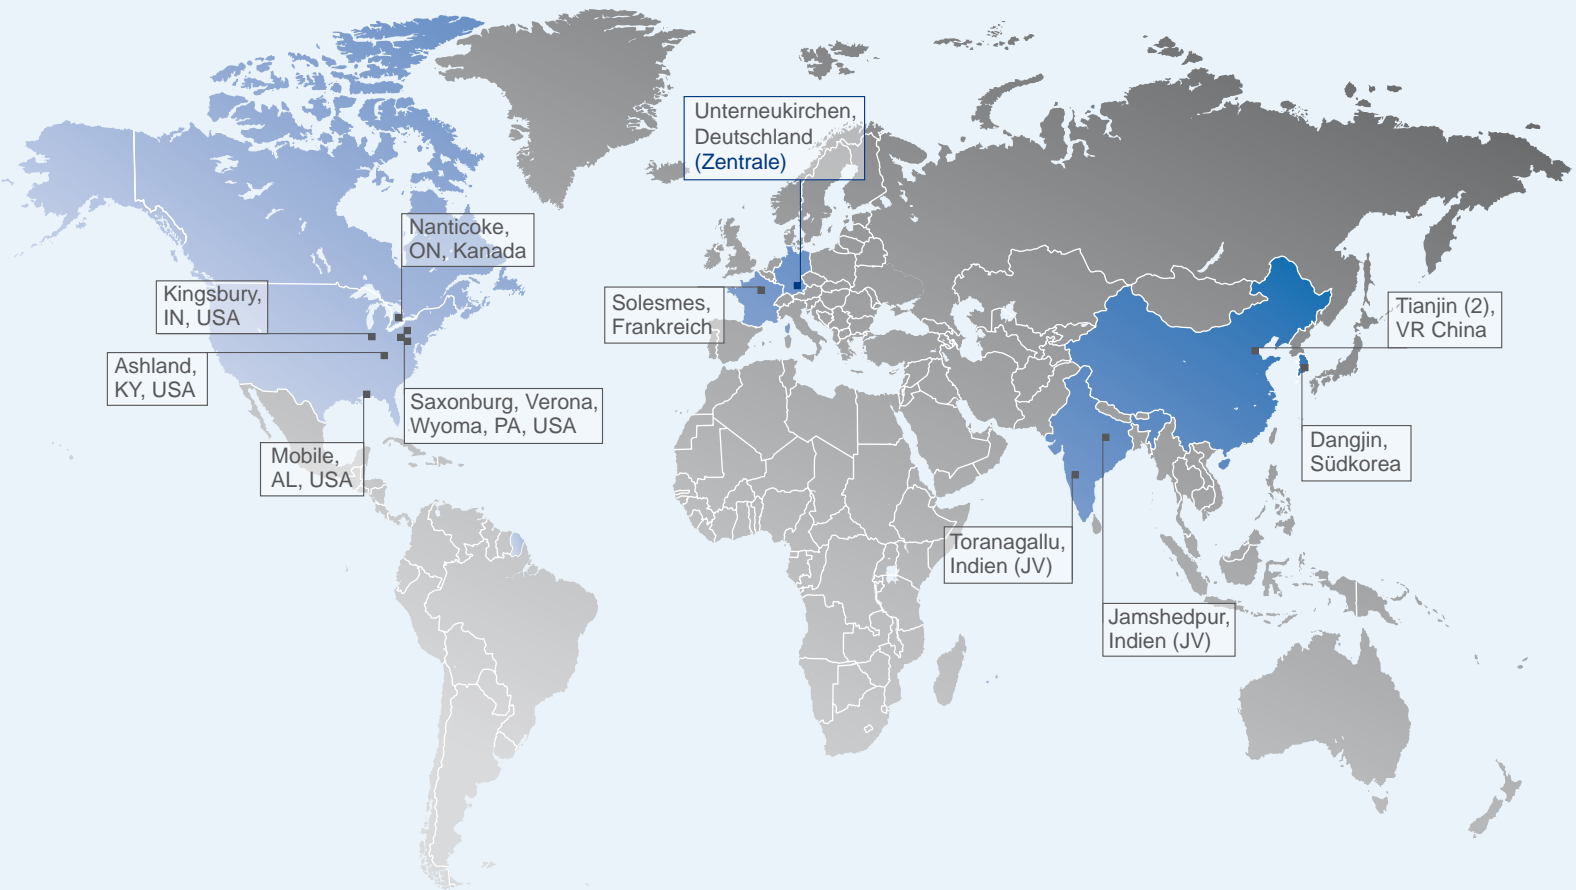 Unterneukirchen,
Deutschland
(Zentrale)
Nanticoke,
ON, Kanada
Kingsbury,
IN, USA
Solesmes,
Frankreich
Tianjin (2),
VR China
Ashland,
KY, USA
Saxonburg, Verona,
Wyoma, PA, USA
Mobile,
AL, USA
Dangjin,
Südkorea
Toranagallu,
Indien (JV)
Jamshedpur,
Indien (JV)